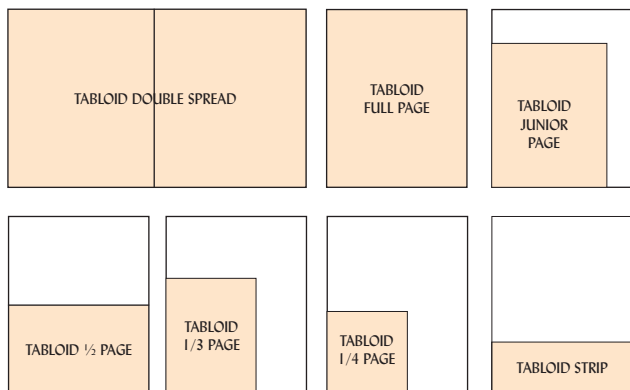 TABLOID DOUBLE SPREAD
TABLOID
FULL PAGE
TABLOID
JUNIOR
PAGE
TABLOID ½ PAGE
TABLOID
1/3 PAGE
TABLOID
1/4 PAGE
TABLOID STRIP